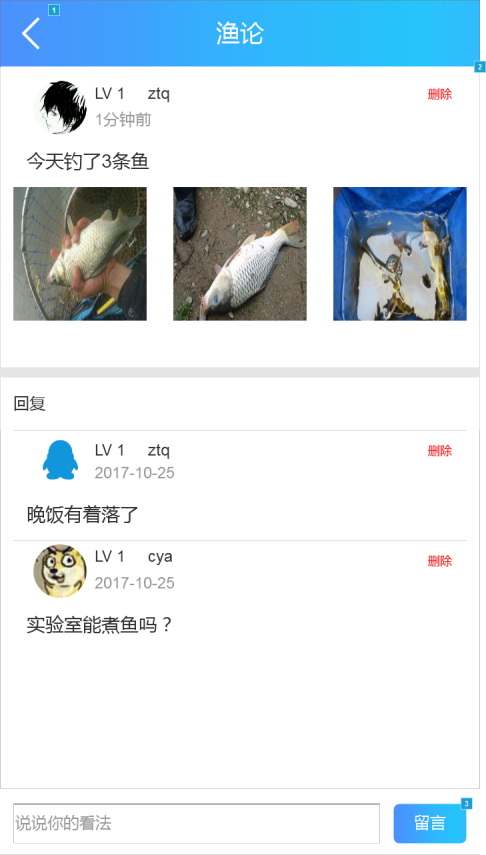 1
渔论
2
LV 1 ztq 删除
1分钟前
今天钓了3条鱼
回复
LV 1 ztq 删除
2017-10-25
晚饭有着落了
LV 1 cya 删除
2017-10-25
实验室能煮鱼吗？
3
说说你的看法 留言